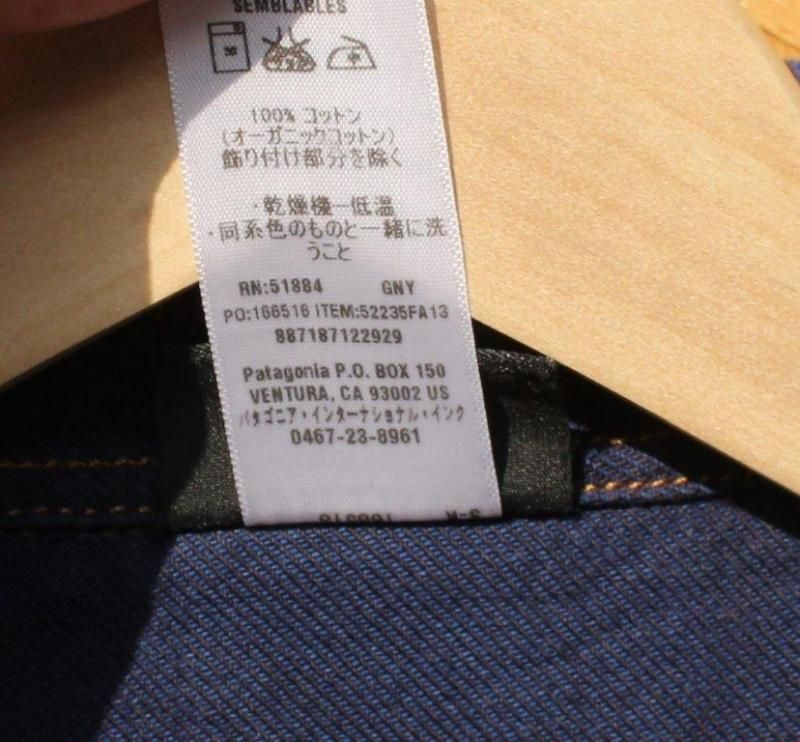 SEMBLABLES
30
100% コットン
(オーガニックコットン)
飾り付け部分を除く
・乾燥機ー低温
・同系色のものと一緒に洗
うこと
RN:51884 GNY
PO:166516 ITEM:52235FA13
887187122929
Patagonia P.O. BOX 150
VENTURA, CA 93002 US
パタゴニア・インターナショナル・インク
0467-23-8961